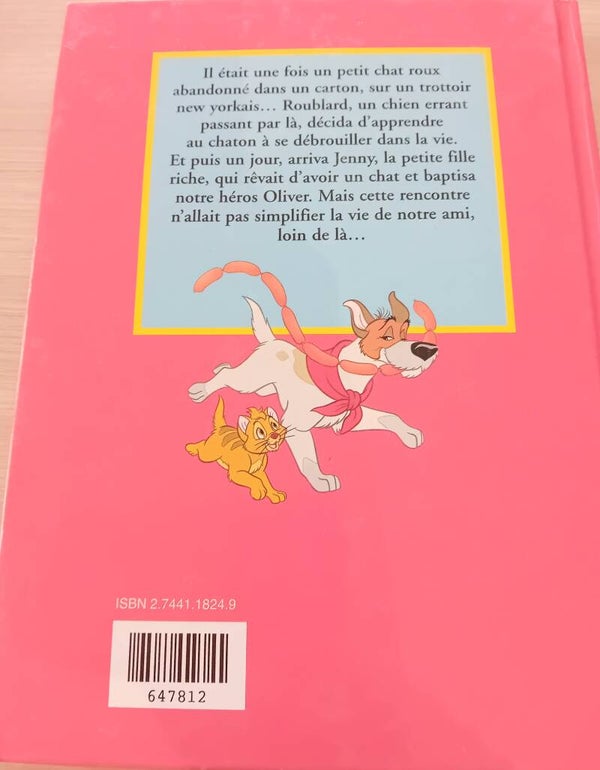 Il était une fois un petit chat roux
abandonné dans un carton, sur un trottoir
new yorkais... Roublard, un chien errant
passant par là, décida d'apprendre
au chaton à se débrouiller dans la vie.
Et puis un jour, arriva Jenny, la petite fille
riche, qui rêvait d'avoir un chat et baptisa
notre héros Oliver. Mais cette rencontre
n'allait pas simplifier la vie de notre ami,
loin de là...
ISBN 2.7441.1824.9
647812